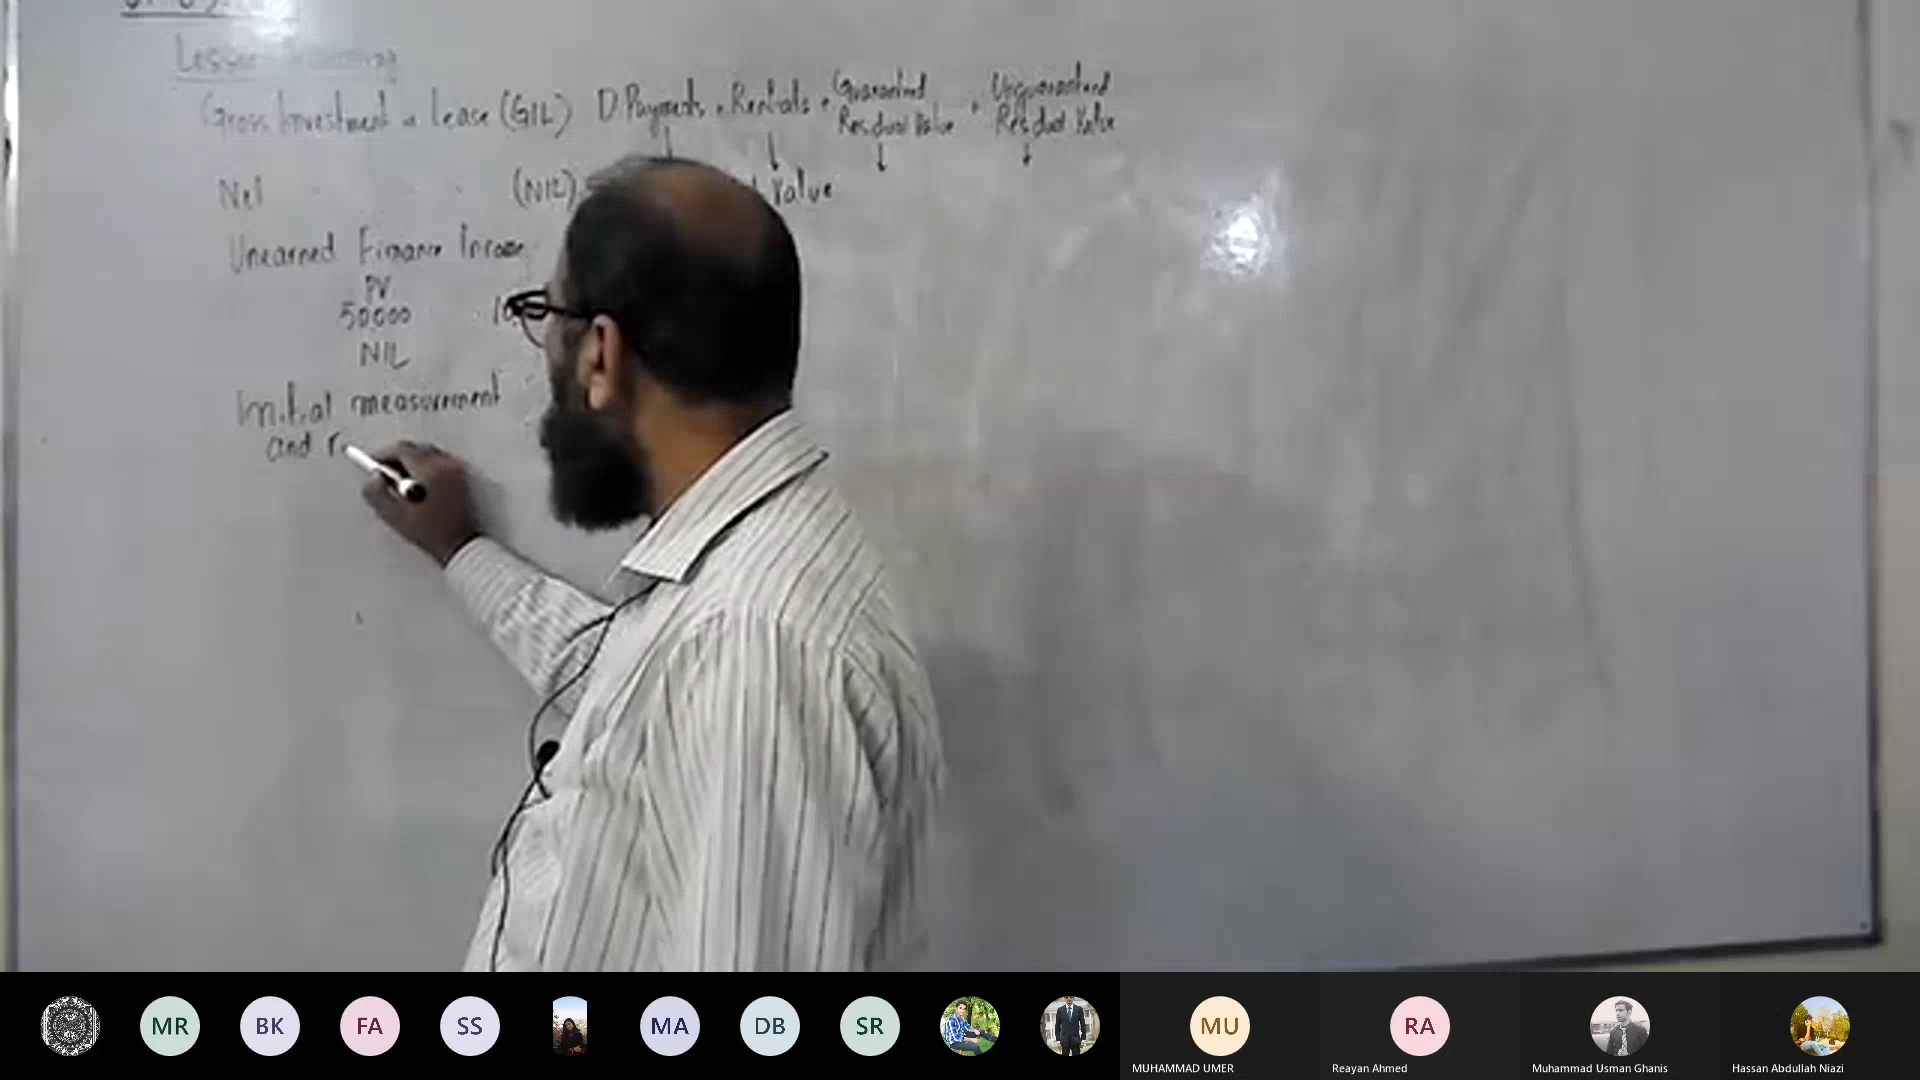 Lessor
Gross Investment in Lease (GIL) D.Payments + Rentals + Guaranteed Residual Value + Unguaranteed Residual Value
Net (NIL) Value
Unearned Finance Income
PV
50000
NIL
Initial measurement
and
MR
BK
FA
SS
MA
DB
SR
MU
RA
MUHAMMAD UMER
Reayan Ahmed
Muhammad Usman Ghanis
Hassan Abdullah Niazi